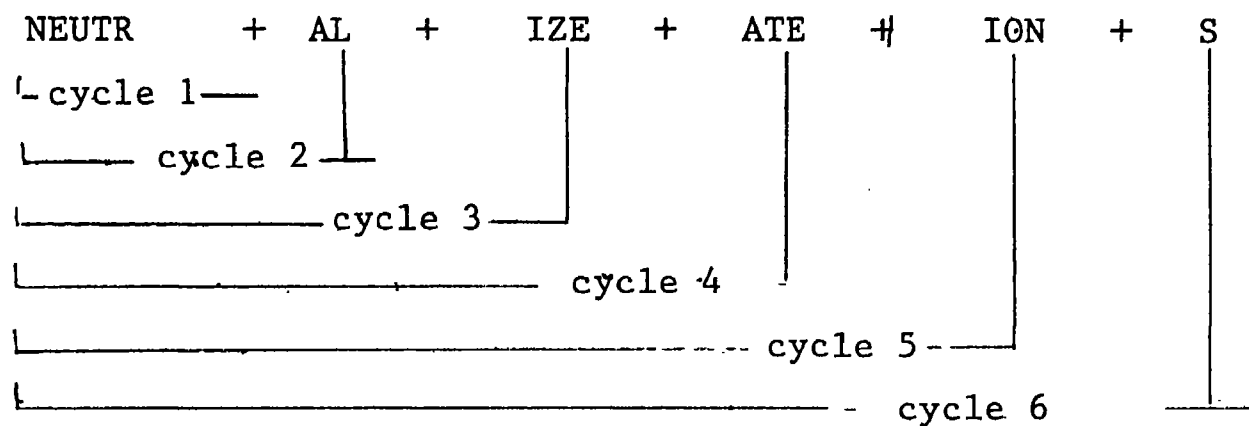 NEUTR + AL + IZE + ATE + ION + S
cycle 1
cycle 2
cycle 3
cycle 4
cycle 5
cycle 6